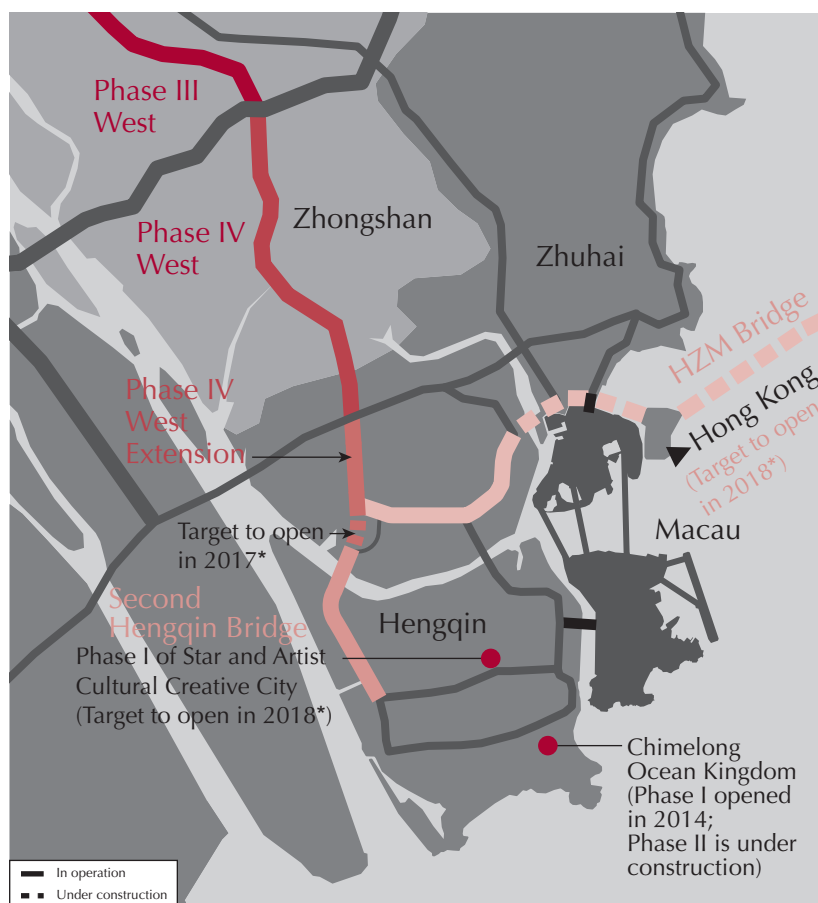 Phase III
West
Zhongshan
Phase IV
West
Zhuhai
HZM Bridge
Hong Kong
(Target to open
in 2018*)
Phase IV
West
Extension
Target to open
in 2017*
Macau
Second
Hengqin Bridge
Hengqin
Phase I of Star and Artist
Cultural Creative City
(Target to open in 2018*)
Chimelong
Ocean Kingdom
(Phase I opened
in 2014;
Phase II is under
construction)
In operation
Under construction